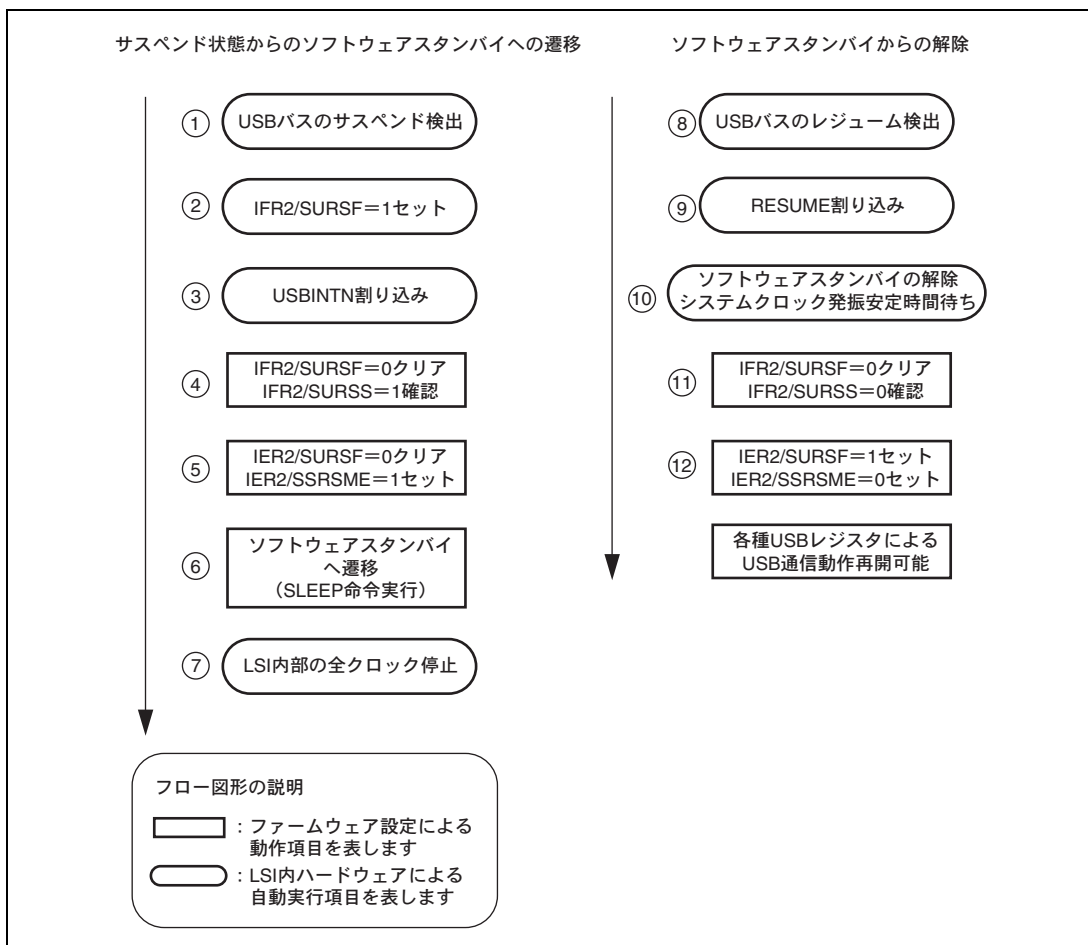 サスペンド状態からのソフトウェアスタンバイへの遷移
① USBバスのサスペンド検出
② IFR2/SURSF=1セット
③ USBINTN割り込み
④ IFR2/SURSF=0クリア
IFR2/SURSS=1確認
⑤ IER2/SURSF=0クリア
IER2/SSRSME=1セット
⑥ ソフトウェアスタンバイ
へ遷移
(SLEEP命令実行)
⑦ LSI内部の全クロック停止
ソフトウェアスタンバイからの解除
⑧ USBバスのレジューム検出
⑨ RESUME割り込み
⑩ ソフトウェアスタンバイの解除
システムクロック発振安定時間待ち
⑪ IFR2/SURSF=0クリア
IFR2/SURSS=0確認
⑫ IER2/SURSF=1セット
IER2/SSRSME=0セット
各種USBレジスタによる
USB通信動作再開可能
フロー図形の説明
:ファームウェア設定による
動作項目を表します
:LSI内ハードウェアによる
自動実行項目を表します